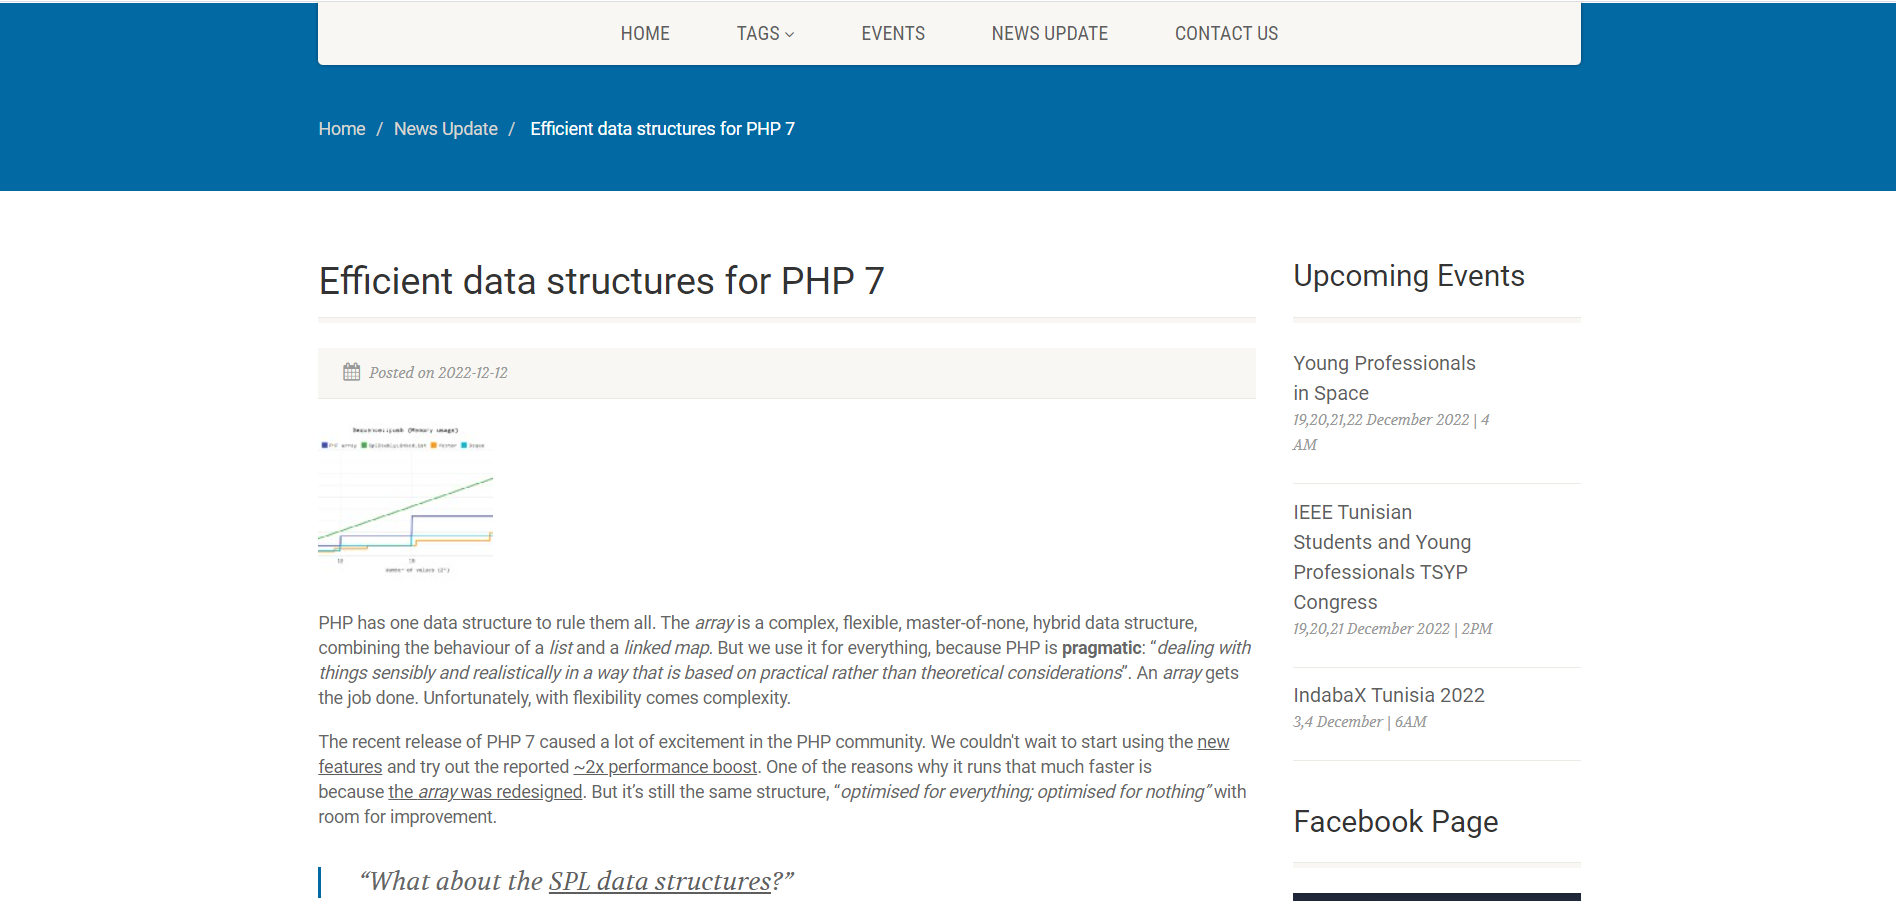 HOME TAGS EVENTS NEWS UPDATE CONTACT US
Home / News Update / Efficient data structures for PHP 7
Efficient data structures for PHP 7
Posted on 2022-12-12
(Memory usage)
array
number of values (2^)
PHP has one data structure to rule them all. The array is a complex, flexible, master-of-none, hybrid data structure,
combining the behaviour of a list and a linked map. But we use it for everything, because PHP is pragmatic: “dealing with
things sensibly and realistically in a way that is based on practical rather than theoretical considerations”. An array gets
the job done. Unfortunately, with flexibility comes complexity.
The recent release of PHP 7 caused a lot of excitement in the PHP community. We couldn't wait to start using the new
features and try out the reported ~2x performance boost. One of the reasons why it runs that much faster is
because the array was redesigned. But it’s still the same structure, “optimised for everything; optimised for nothing” with
room for improvement.
“What about the SPL data structures?”
Upcoming Events
Young Professionals
in Space
19,20,21,22 December 2022 | 4
AM
IEEE Tunisian
Students and Young
Professionals TSYP
Congress
19,20,21 December 2022 | 2PM
IndabaX Tunisia 2022
3,4 December | 6AM
Facebook Page